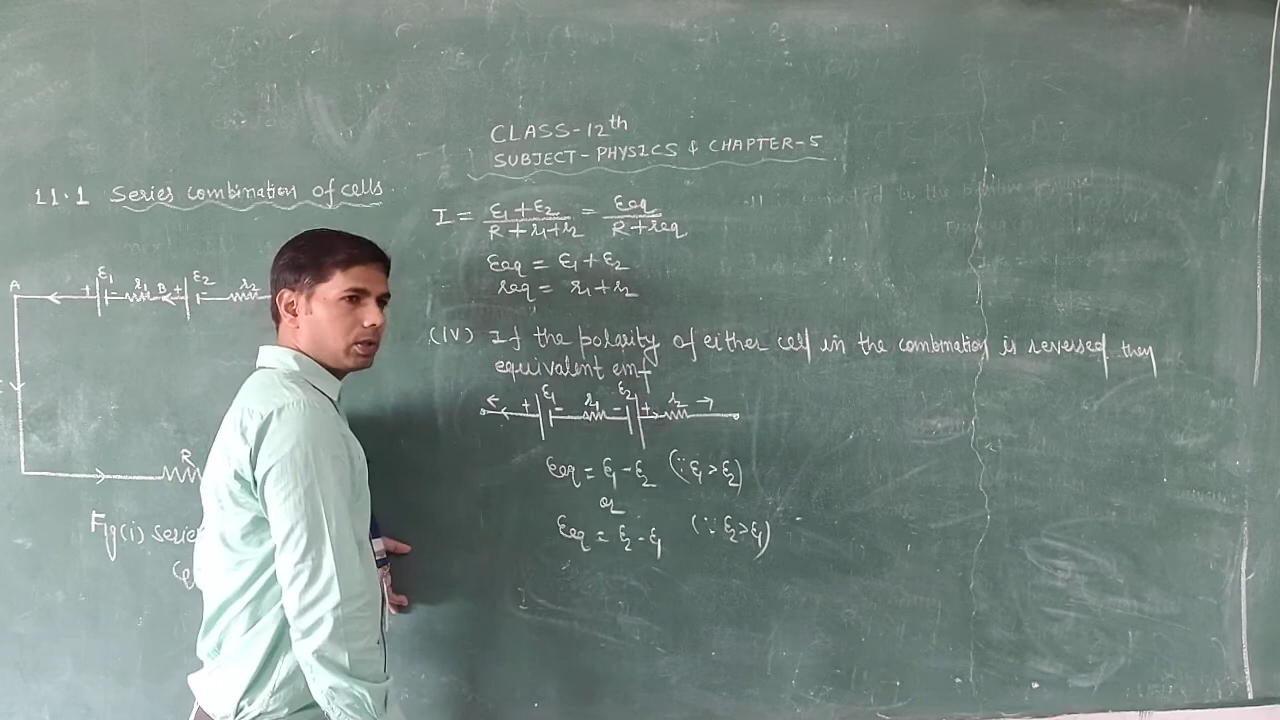 CLASS-12th
SUBJECT-PHYSICS & CHAPTER-5
11.1 Series combination of cells.
I = ε1+ε2 / R+r1+r2 = εeq / R+req
εeq = ε1+ε2
req = r1+r2
A + ε1 - r1 B + ε2 - r2
R
Fig(i) series
(IV) If the polarity of either cell in the combination is reversed they
equivalent emf
+ ε1 - r1 - ε2 + r2
εeq = ε1-ε2 (∵ε1>ε2)
or
εeq = ε2-ε1 (∵ε2>ε1)